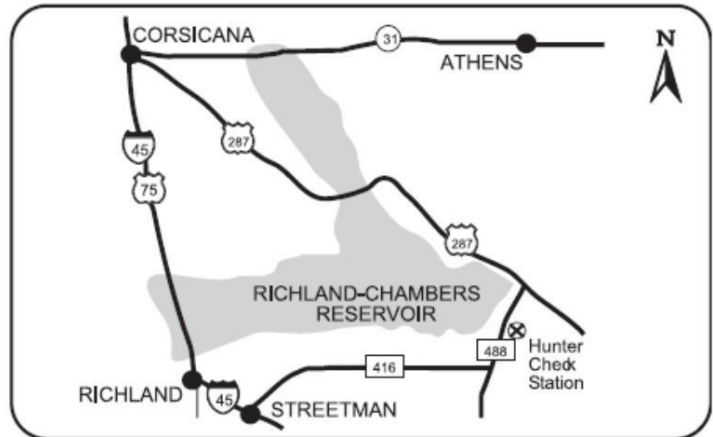 CORSICANA
31
ATHENS
N
45
287
75
287
RICHLAND-CHAMBERS
RESERVOIR
488
Hunter
Check
Station
416
RICHLAND
45
STREETMAN